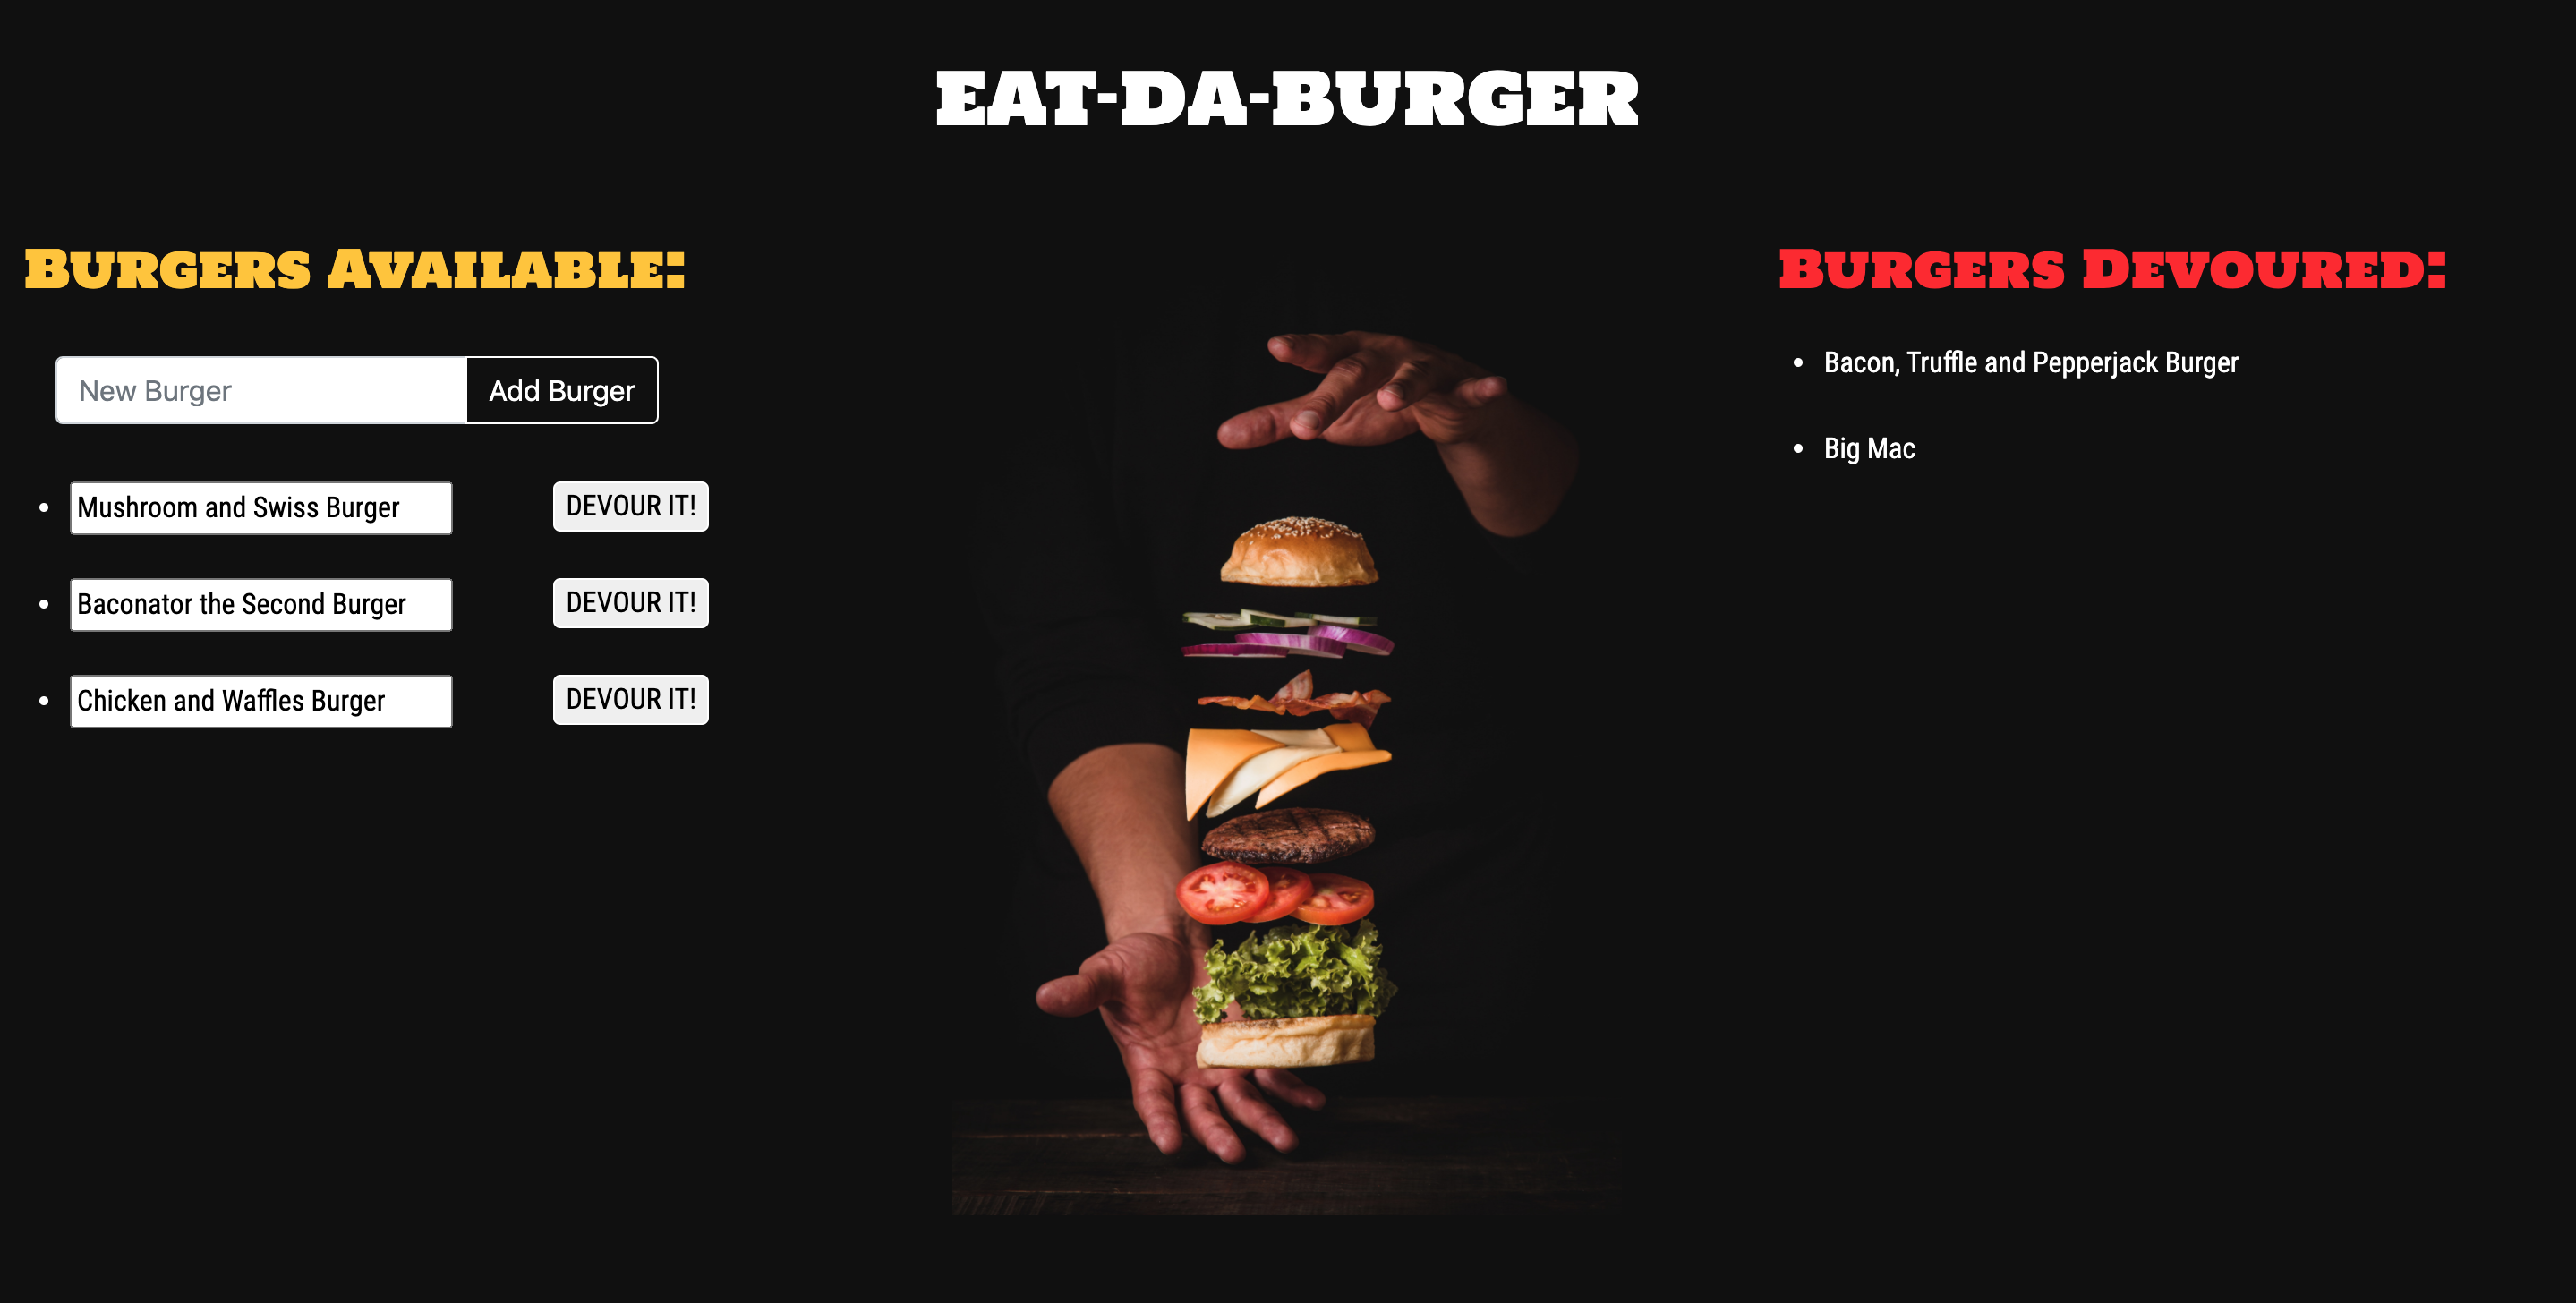 EAT-DA-BURGER
Burgers Available:
New Burger
Add Burger
Mushroom and Swiss Burger
DEVOUR IT!
Baconator the Second Burger
DEVOUR IT!
Chicken and Waffles Burger
DEVOUR IT!
Burgers Devoured:
Bacon, Truffle and Pepperjack Burger
Big Mac